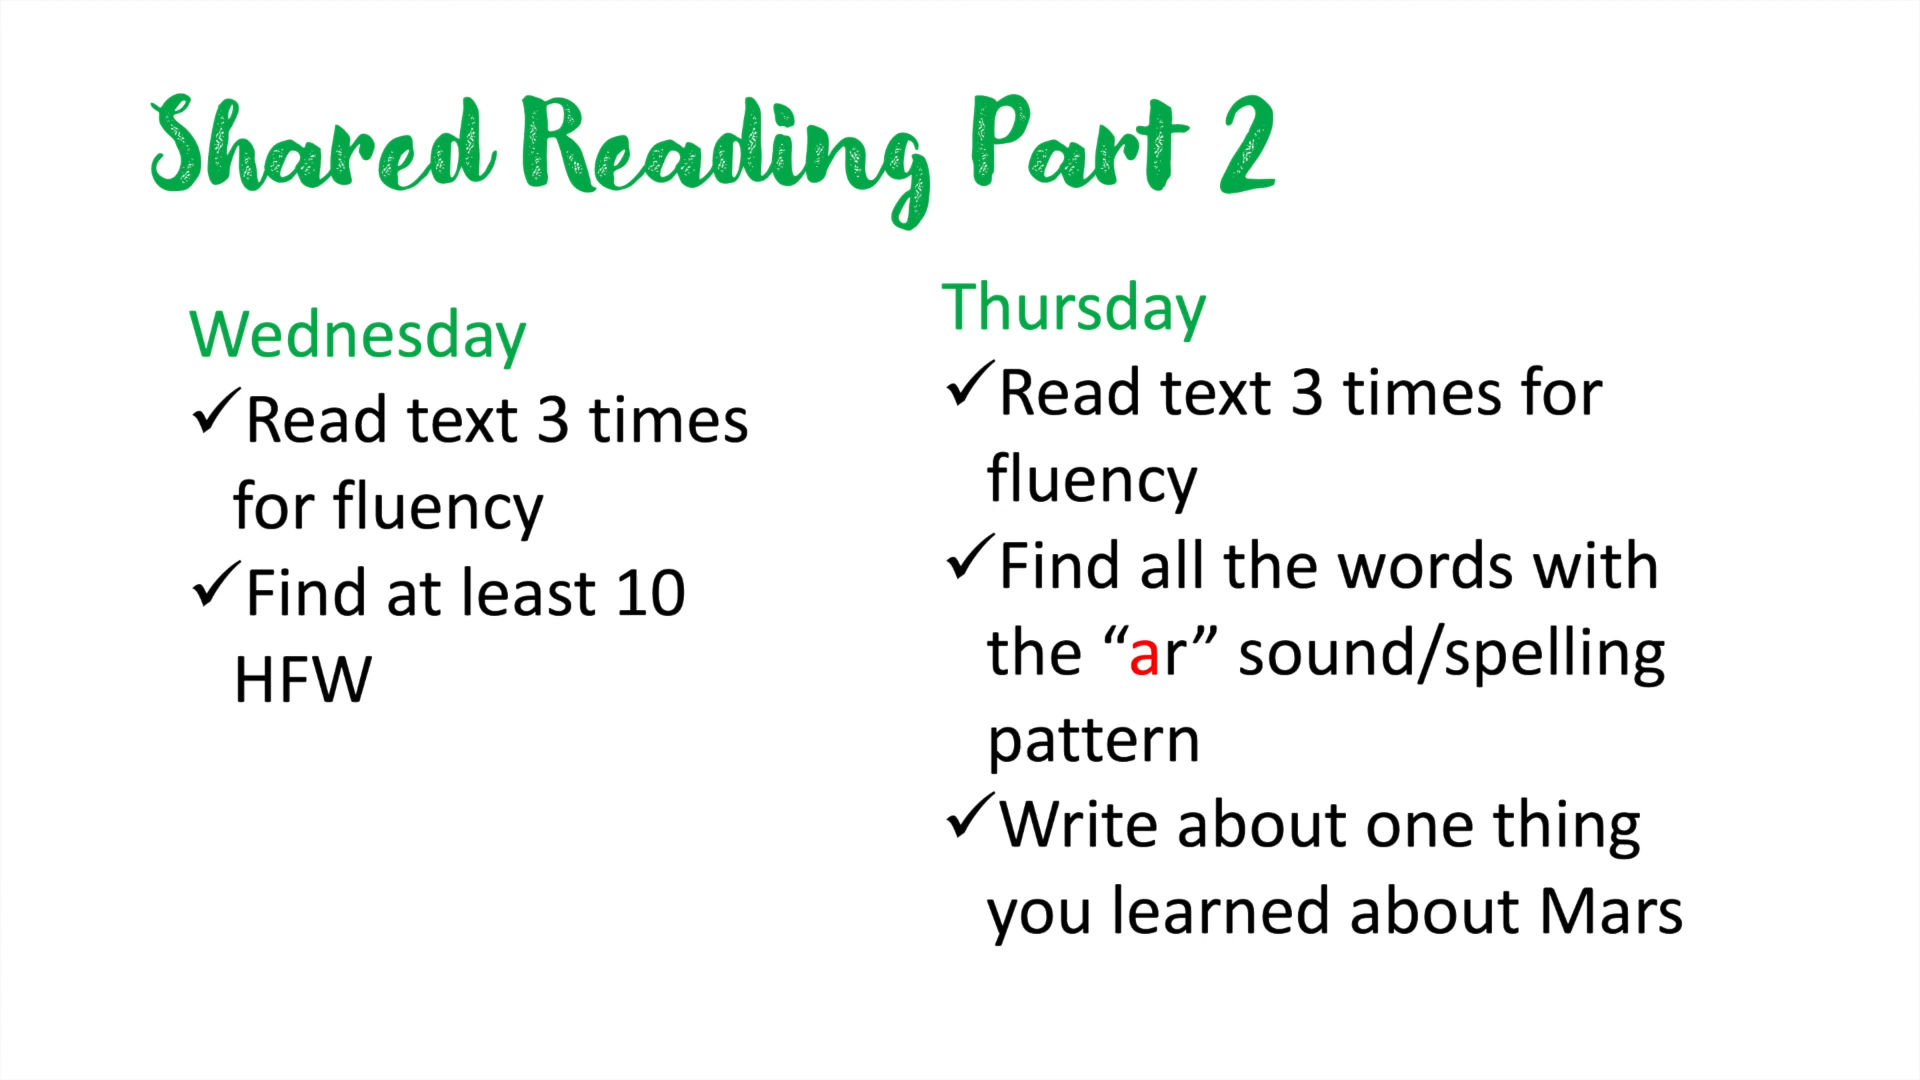 Shared Reading Part 2
Wednesday
✓Read text 3 times
for fluency
✓Find at least 10
HFW
Thursday
✓Read text 3 times for
fluency
✓Find all the words with
the “ar” sound/spelling
pattern
✓Write about one thing
you learned about Mars